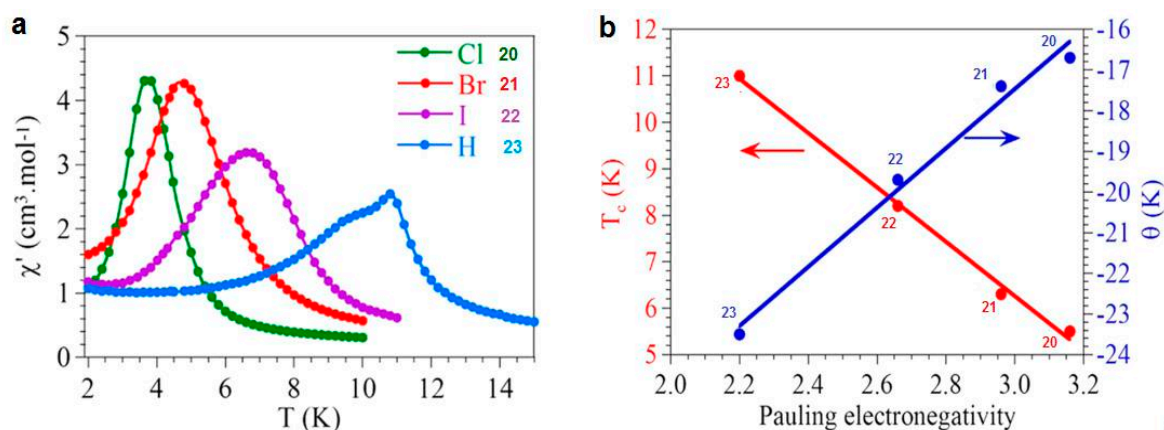 a
5
4
3
2
1
0
χ' (cm³.mol-1)
Cl 20
Br 21
I 22
H 23
2 4 6 8 10 12 14
T (K)
b
12
11
10
9
8
7
6
5
Tc (K)
23
22
21
20
23
22
21
20
-16
-17
-18
-19
-20
-21
-22
-23
-24
θ (K)
2.0 2.2 2.4 2.6 2.8 3.0 3.2
Pauling electronegativity